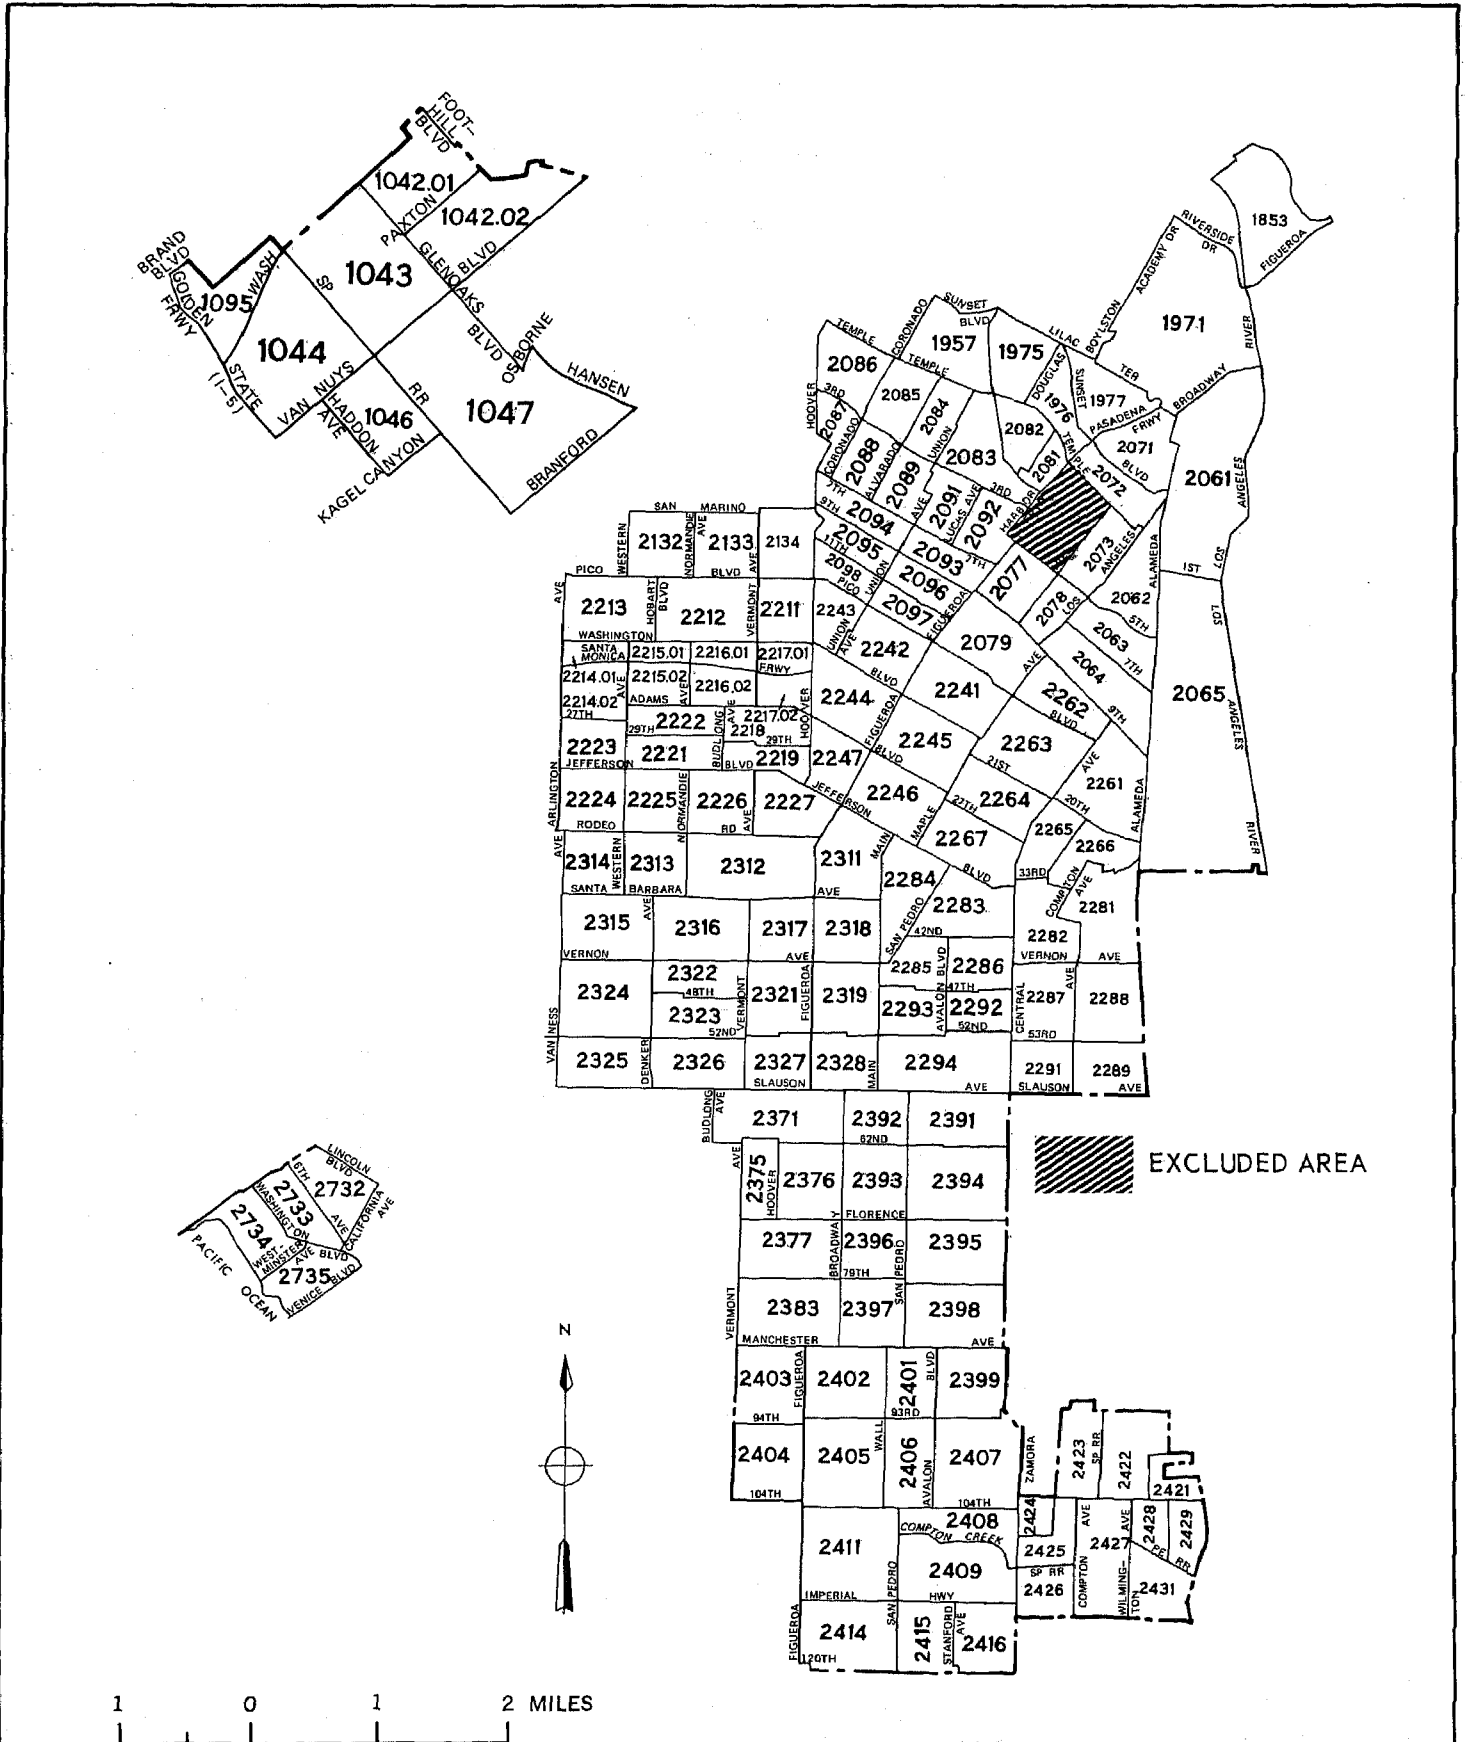 FOOT-
HILL
BLVD
1042.01
PAXTON
1042.02
BRAND
BLVD
GOLDEN
STATE
FRWY
(I-5)
1095
WASH
SP
RR
1043
GLENOAKS
BLVD
BLVD
1044
VAN NUYS
HADDON
AVE
1046
KAGEL CANYON
OSBORNE
HANSEN
1047
BRANFORD
1853
FIGUEROA
RIVERSIDE
DR
ACADEMY DR
1971
BOYLSTON
RIVER
SUNSET
BLVD
CORONADO
1957
1975
LILAC
TER
TEMPLE
TEMPLE
2086
2085
HOOVER
3RD
2087
CORONADO
2088
ALVARADO
2084
UNION
2089
AVE
2083
2082
DOUGLAS
1976
SUNSET
1977
PASADENA
FRWY
BROADWAY
2071
BLVD
TEMPLE
2072
2081
2061
LOS
ANGELES
2091
LUCAS AVE
3RD
2092
HARBOR
7TH
9TH
11TH
2094
2095
2098
PICO
UNION
2093
7TH
2096
2097
FIGUEROA
2077
2073
LOS ANGELES
2078
ALAMEDA
1ST
2062
5TH
2063
7TH
2064
9TH
2065
LOS
ANGELES
RIVER
SAN MARINO
WESTERN
2132
NORMANDIE
AVE
2133
2134
AVE
PICO
BLVD
AVE
2213
HOBART
BLVD
2212
VERMONT
2211
2243
UNION
AVE
2242
2079
AVE
WASHINGTON
BLVD
SANTA
MONICA
FRWY
2215.01
2216.01
2217.01
2214.01
2215.02
2216.02
2214.02
AVE
ADAMS
AVE
2217.02
27TH
29TH
2222
BUDLONG
AVE
2218
29TH
HOOVER
2244
FIGUEROA
2241
2262
BLVD
2223
JEFFERSON
2221
BLVD
2219
2247
BLVD
2245
2263
21ST
AVE
2261
ARLINGTON
2224
2225
NORMANDIE
2226
AVE
2227
JEFFERSON
2246
MAPLE
27TH
2264
20TH
ALAMEDA
RODEO
RD
2267
2265
2266
AVE
2314
WESTERN
2313
2312
2311
MAIN
2284
BLVD
33RD
COMPTON
AVE
2281
SANTA
BARBARA
AVE
2315
AVE
2316
2317
2318
SAN PEDRO
2283
42ND
2282
VERNON
AVE
VERNON
AVE
2324
2322
48TH
2323
52ND
VERMONT
2321
FIGUEROA
2319
2285
AVALON BLVD
2286
47TH
2293
2292
52ND
CENTRAL
2287
AVE
2288
53RD
VAN NESS
2325
DENKER
2326
2327
SLAUSON
2328
MAIN
2294
AVE
2291
SLAUSON
2289
AVE
BUDLONG
AVE
2371
2392
62ND
2391
EXCLUDED AREA
AVE
2375
HOOVER
2376
2393
2394
FLORENCE
2377
BROADWAY
2396
79TH
SAN PEDRO
2395
VERMONT
2383
2397
2398
MANCHESTER
AVE
2403
FIGUEROA
2402
2401
BLVD
2399
94TH
93RD
2404
2405
WALL
2406
AVALON
2407
104TH
104TH
ZAMORA
2423
SP RR
2422
2421
2424
2411
2408
COMPTON CREEK
2409
2425
SP RR
2426
AVE
COMPTON
2427
AVE
WILMING-
TON
2428
2429
PE RR
2431
IMPERIAL
HWY
SAN PEDRO
FIGUEROA
2414
120TH
2415
STANFORD
AVE
2416
LINCOLN
BLVD
6TH
AVE
2732
CALIFORNIA
AVE
2733
WASHINGTON
BLVD
2734
WEST-
MINSTER
AVE
2735
VENICE BLVD
PACIFIC OCEAN
N
1 0 1 2 MILES